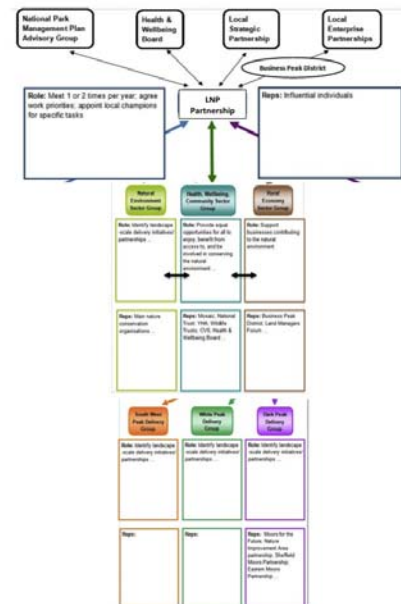 National Park
Management Plan
Advisory Group
Health &
Wellbeing
Board
Local
Strategic
Partnership
Local
Enterprise
Partnerships
Business Peak District
LNP
Partnership
Role: Meet 1 or 2 times per year; agree
work priorities; appoint local champions
for specific tasks
Reps: Influential individuals
Natural
Environment
Sector Group
Health, Wellbeing,
Community Sector
Group
Rural
Economy
Sector Group
Role: Identify landscape
-scale delivery initiatives/
partnerships ...
Role: Provide equal
opportunities for all to
enjoy, benefit from
access to, and be
involved in conserving
the natural
environment ...
Role: Support
businesses contributing
to the natural
environment
Reps: Main nature
conservation
organisations ...
Reps: Mosaic, National
Trust, YHA, Wildlife
Trusts, CVS, Health &
Wellbeing Board ...
Reps: Business Peak
District, Land Managers
Forum ...
South West
Peak Delivery
Group
White Peak
Delivery
Group
Dark Peak
Delivery
Group
Role: Identify landscape
-scale delivery initiatives/
partnerships ...
Role: Identify landscape
-scale delivery initiatives/
partnerships ...
Role: Identify landscape
-scale delivery initiatives/
partnerships ...
Reps:
Reps:
Reps: Moors for the
Future, Nature
Improvement Area
partnership, Sheffield
Moors Partnership,
Eastern Moors
Partnership ...